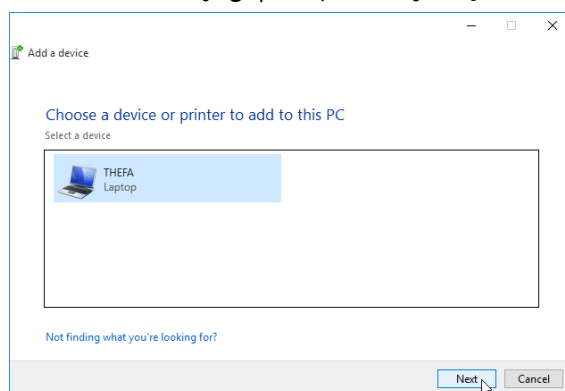 Add a device
Choose a device or printer to add to this PC
Select a device
THEFA
Laptop
Not finding what you're looking for?
Next
Cancel